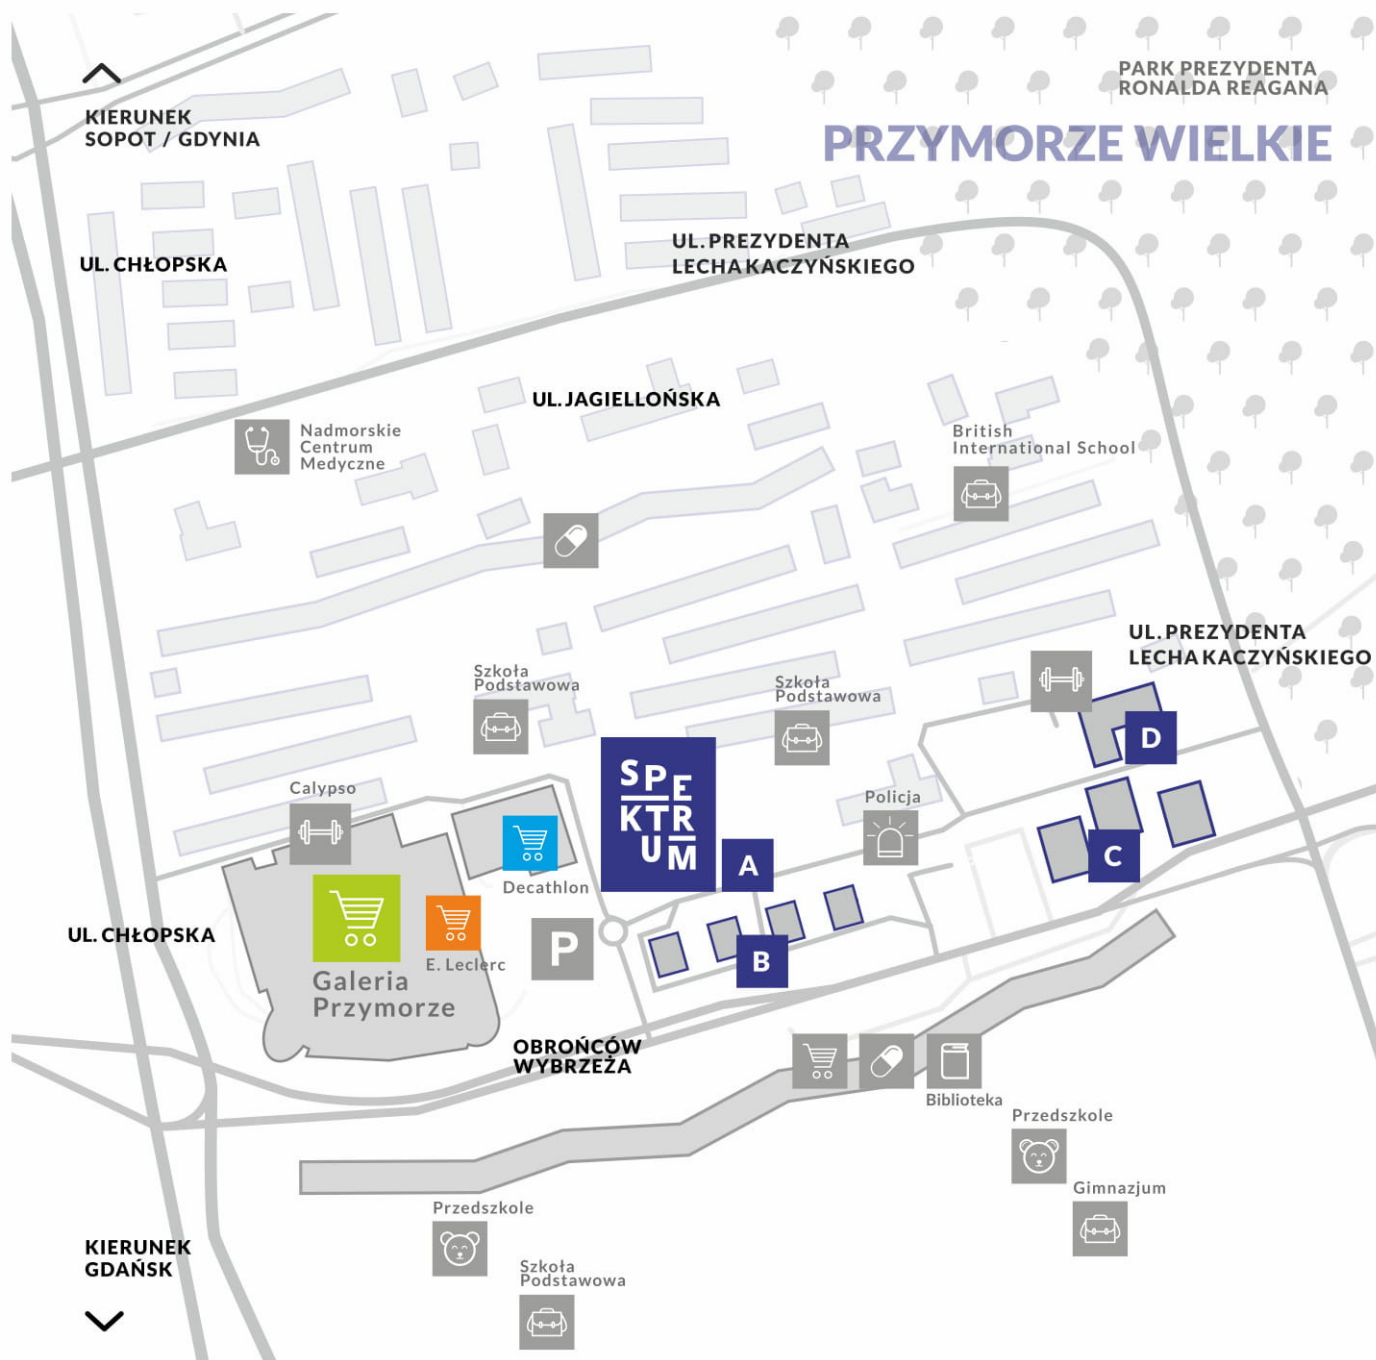 PARK PREZYDENTA
RONALDA REAGANA
PRZYMORZE WIELKIE
KIERUNEK
SOPOT / GDYNIA
UL. CHŁOPSKA
UL. PREZYDENTA
LECHA KACZYŃSKIEGO
UL. JAGIELLOŃSKA
Nadmorskie
Centrum
Medyczne
British
International School
UL. PREZYDENTA
LECHA KACZYŃSKIEGO
Szkoła
Podstawowa
Szkoła
Podstawowa
D
SPE
KTR
UM
Calypso
Policja
A
C
Decathlon
UL. CHŁOPSKA
E. Leclerc
P
B
Galeria
Przymorze
OBROŃCÓW
WYBRZEŻA
Biblioteka
Przedszkole
Gimnazjum
Przedszkole
KIERUNEK
GDAŃSK
Szkoła
Podstawowa